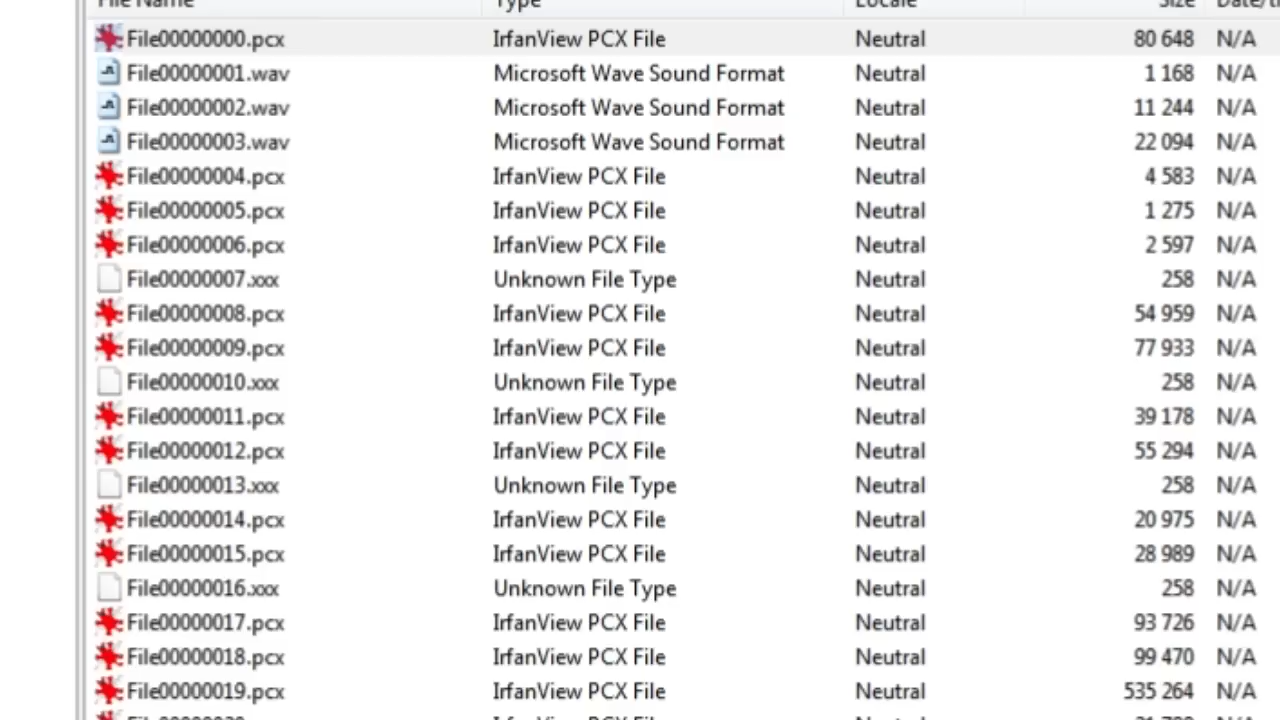 File Name Type Locale Size
File00000000.pcx IrfanView PCX File Neutral 80 648 N/A
File00000001.wav Microsoft Wave Sound Format Neutral 1 168 N/A
File00000002.wav Microsoft Wave Sound Format Neutral 11 244 N/A
File00000003.wav Microsoft Wave Sound Format Neutral 22 094 N/A
File00000004.pcx IrfanView PCX File Neutral 4 583 N/A
File00000005.pcx IrfanView PCX File Neutral 1 275 N/A
File00000006.pcx IrfanView PCX File Neutral 2 597 N/A
File00000007.xxx Unknown File Type Neutral 258 N/A
File00000008.pcx IrfanView PCX File Neutral 54 959 N/A
File00000009.pcx IrfanView PCX File Neutral 77 933 N/A
File00000010.xxx Unknown File Type Neutral 258 N/A
File00000011.pcx IrfanView PCX File Neutral 39 178 N/A
File00000012.pcx IrfanView PCX File Neutral 55 294 N/A
File00000013.xxx Unknown File Type Neutral 258 N/A
File00000014.pcx IrfanView PCX File Neutral 20 975 N/A
File00000015.pcx IrfanView PCX File Neutral 28 989 N/A
File00000016.xxx Unknown File Type Neutral 258 N/A
File00000017.pcx IrfanView PCX File Neutral 93 726 N/A
File00000018.pcx IrfanView PCX File Neutral 99 470 N/A
File00000019.pcx IrfanView PCX File Neutral 535 264 N/A